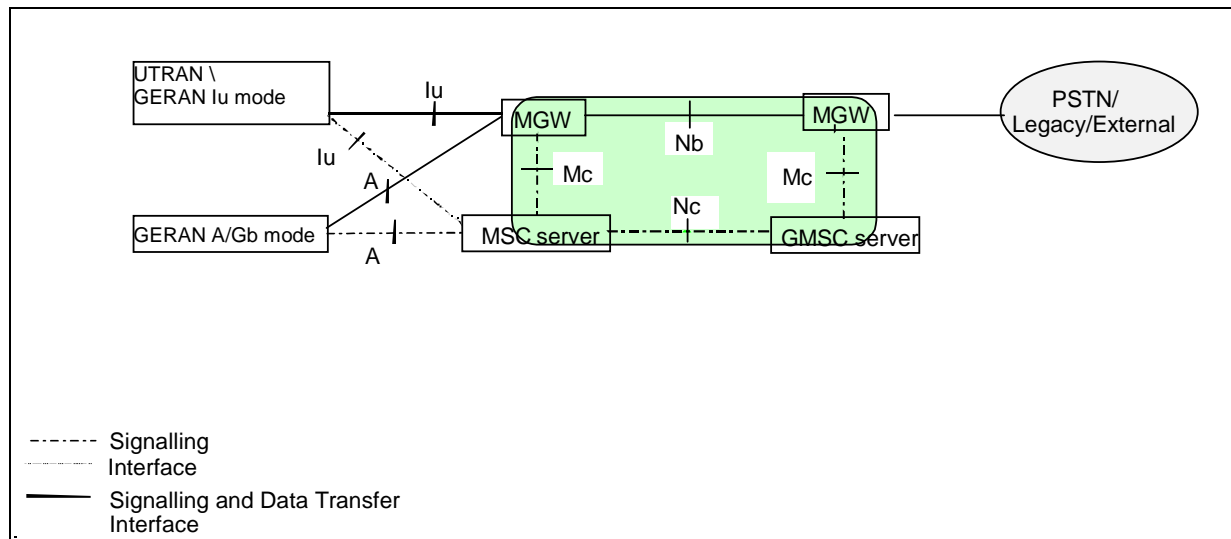 UTRAN \
GERAN Iu mode
Iu
MGW
MGW
PSTN/
Legacy/External
Nb
Iu
Mc
Mc
A
Nc
GERAN A/Gb mode
MSC server
GMSC server
A
Signalling
Interface
Signalling and Data Transfer
Interface